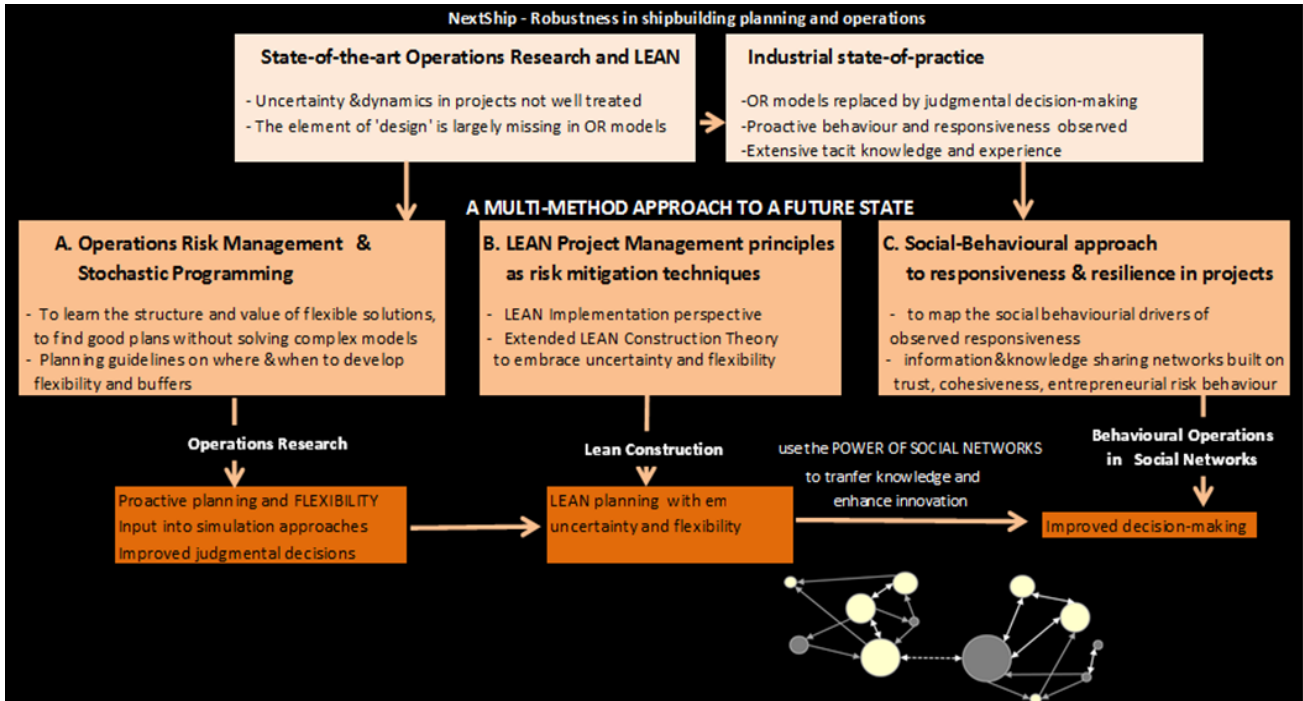 NextShip - Robustness in shipbuilding planning and operations
State-of-the-art Operations Research and LEAN
- Uncertainty &dynamics in projects not well treated
- The element of 'design' is largely missing in OR models
Industrial state-of-practice
-OR models replaced by judgmental decision-making
-Proactive behaviour and responsiveness observed
-Extensive tacit knowledge and experience
A MULTI-METHOD APPROACH TO A FUTURE STATE
A. Operations Risk Management &
Stochastic Programming
- To learn the structure and value of flexible solutions,
to find good plans without solving complex models
- Planning guidelines on where & when to develop
flexibility and buffers
B. LEAN Project Management principles
as risk mitigation techniques
- LEAN Implementation perspective
- Extended LEAN Construction Theory
to embrace uncertainty and flexibility
C. Social-Behavioural approach
to responsiveness & resilience in projects
- to map the social behaviourial drivers of
observed responsiveness
- information&knowledge sharing networks built on
trust, cohesiveness, entrepreneurial risk behaviour
Operations Research
Lean Construction
use the POWER OF SOCIAL NETWORKS
to tranfer knowledge and
enhance innovation
Behavioural Operations
in Social Networks
Proactive planning and FLEXIBILITY
Input into simulation approaches
Improved judgmental decisions
LEAN planning with em
uncertainty and flexibility
Improved decision-making